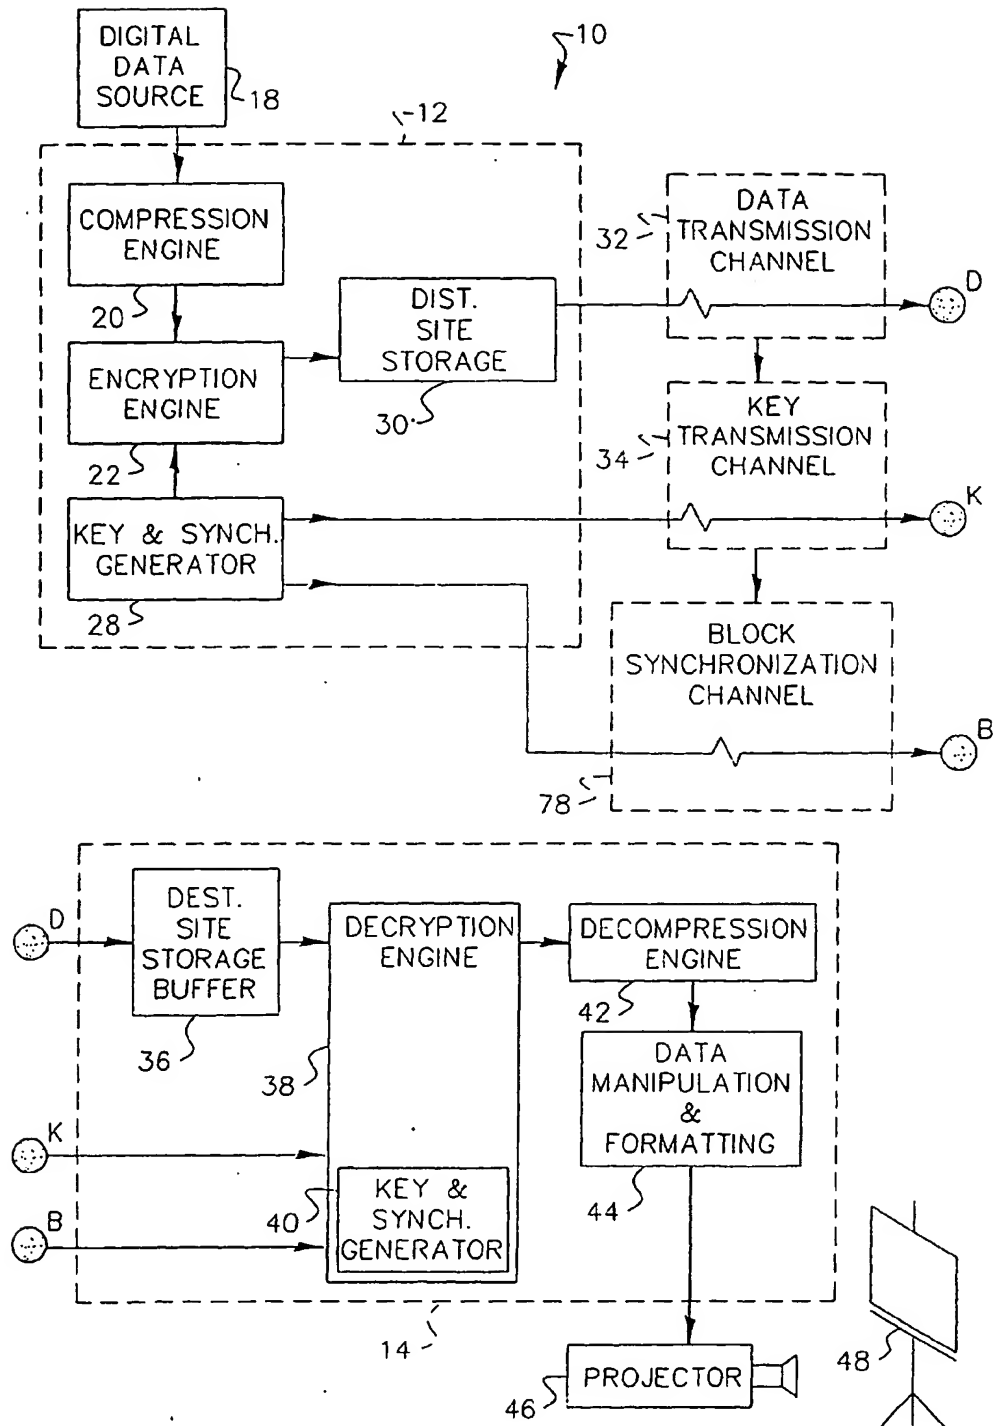 DIGITAL
DATA
SOURCE
18
10
12
COMPRESSION
ENGINE
20
ENCRYPTION
ENGINE
22
KEY & SYNCH.
GENERATOR
28
DIST.
SITE
STORAGE
30
DATA
TRANSMISSION
CHANNEL
32
D
KEY
TRANSMISSION
CHANNEL
34
K
BLOCK
SYNCHRONIZATION
CHANNEL
78
B
D
DEST.
SITE
STORAGE
BUFFER
36
DECRYPTION
ENGINE
38
DECOMPRESSION
ENGINE
42
DATA
MANIPULATION
&
FORMATTING
44
K
B
KEY &
SYNCH.
GENERATOR
40
14
PROJECTOR
46
48